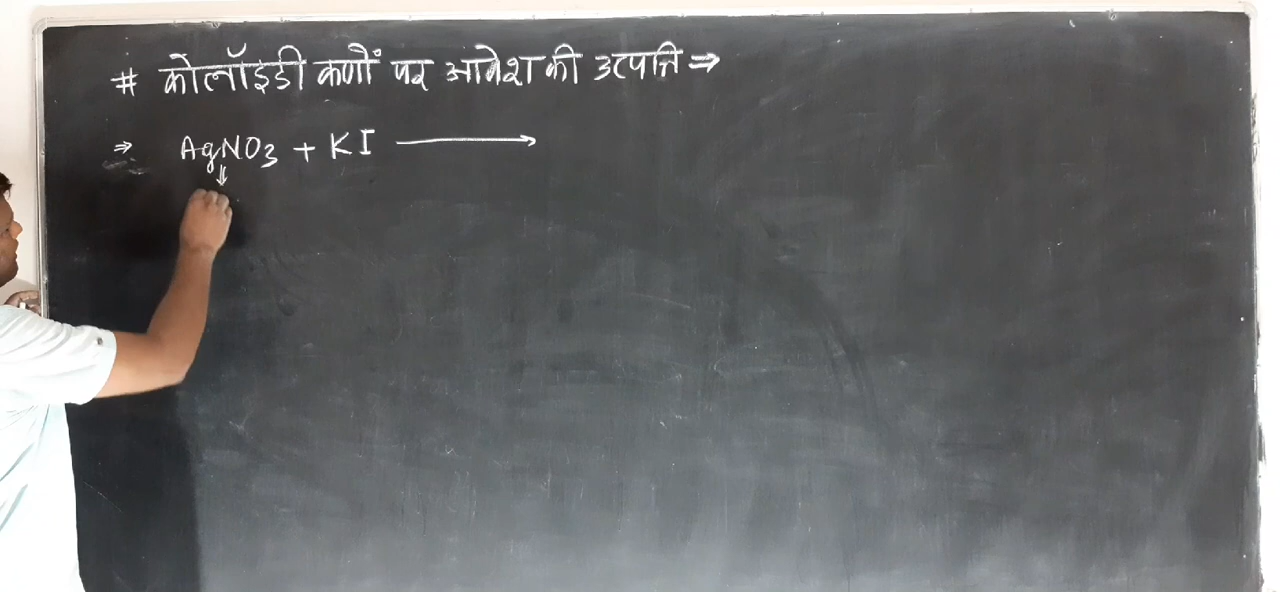 # कोलॉइडी कणों पर आवेश की उत्पत्ति ⇒
⇒ AgNO3 + KI ⟶
⇓